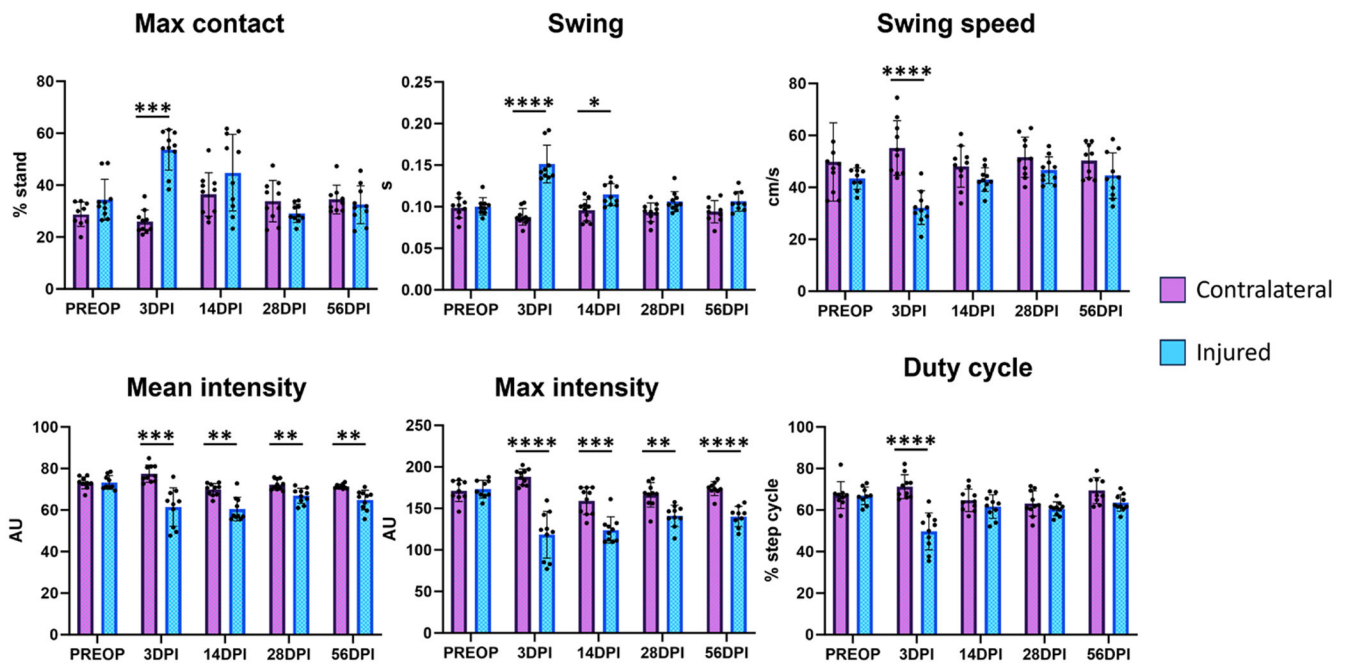 Max contact
Swing
Swing speed
% stand
80
60
40
20
0
***
PREOP 3DPI 14DPI 28DPI 56DPI
s
0.25
0.20
0.15
0.10
0.05
0.00
****
*
PREOP 3DPI 14DPI 28DPI 56DPI
cm/s
80
60
40
20
0
****
PREOP 3DPI 14DPI 28DPI 56DPI
Contralateral
Injured
Mean intensity
Max intensity
Duty cycle
AU
100
80
60
40
20
0
*** ** ** **
PREOP 3DPI 14DPI 28DPI 56DPI
AU
250
200
150
100
50
0
**** *** ** ****
PREOP 3DPI 14DPI 28DPI 56DPI
% step cycle
100
80
60
40
20
0
****
PREOP 3DPI 14DPI 28DPI 56DPI